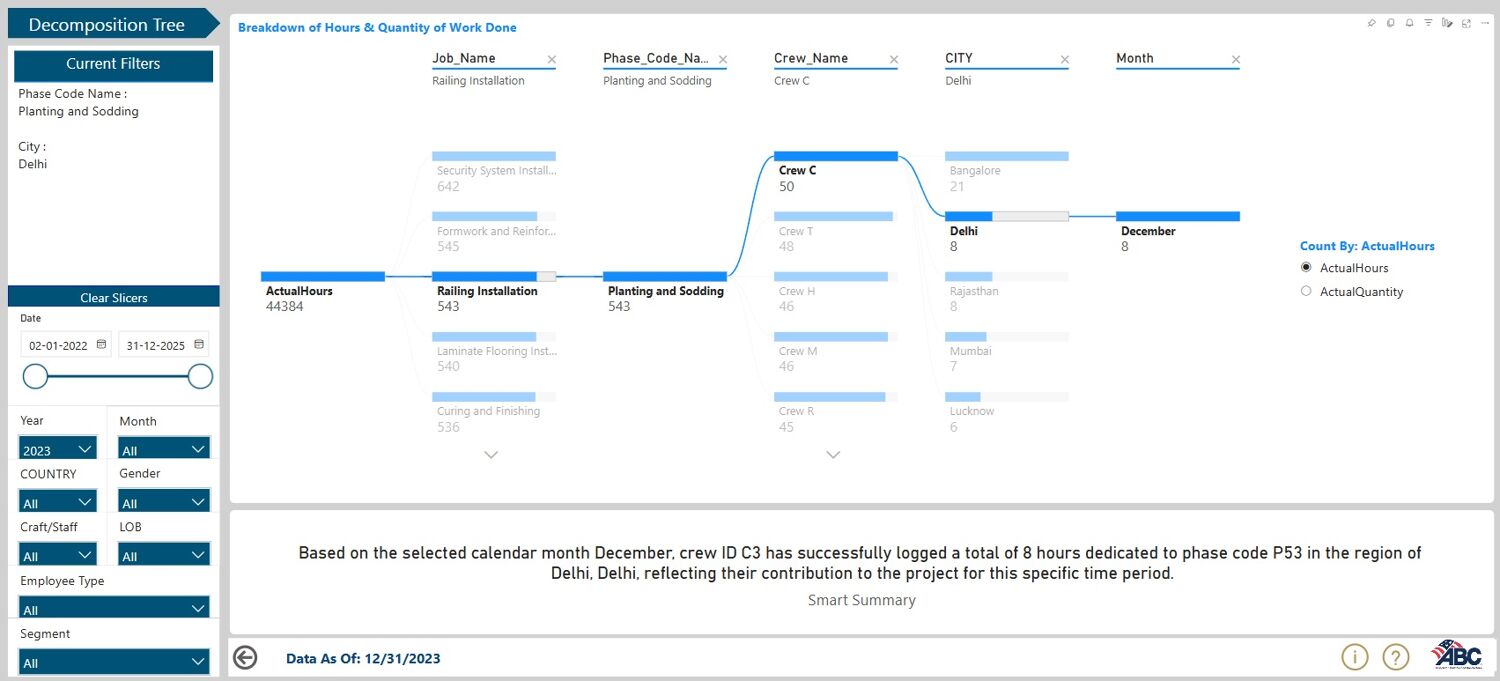 Decomposition Tree
Current Filters
Phase Code Name :
Planting and Sodding
City :
Delhi
Clear Slicers
Date
02-01-2022
31-12-2025
Year
Month
2023
All
COUNTRY
Gender
All
All
Craft/Staff
LOB
All
All
Employee Type
All
Segment
All
Breakdown of Hours & Quantity of Work Done
Job_Name
Railing Installation
Phase_Code_Na...
Planting and Sodding
Crew_Name
Crew C
CITY
Delhi
Month
ActualHours
44384
Security System Install...
642
Formwork and Reinfor...
545
Railing Installation
543
Laminate Flooring Inst...
540
Curing and Finishing
536
Planting and Sodding
543
Crew C
50
Crew T
48
Crew H
46
Crew M
46
Crew R
45
Bangalore
21
Delhi
8
Rajasthan
8
Mumbai
7
Lucknow
6
December
8
Count By: ActualHours
ActualHours
ActualQuantity
Based on the selected calendar month December, crew ID C3 has successfully logged a total of 8 hours dedicated to phase code P53 in the region of
Delhi, Delhi, reflecting their contribution to the project for this specific time period.
Smart Summary
Data As Of: 12/31/2023
i
?
ABC